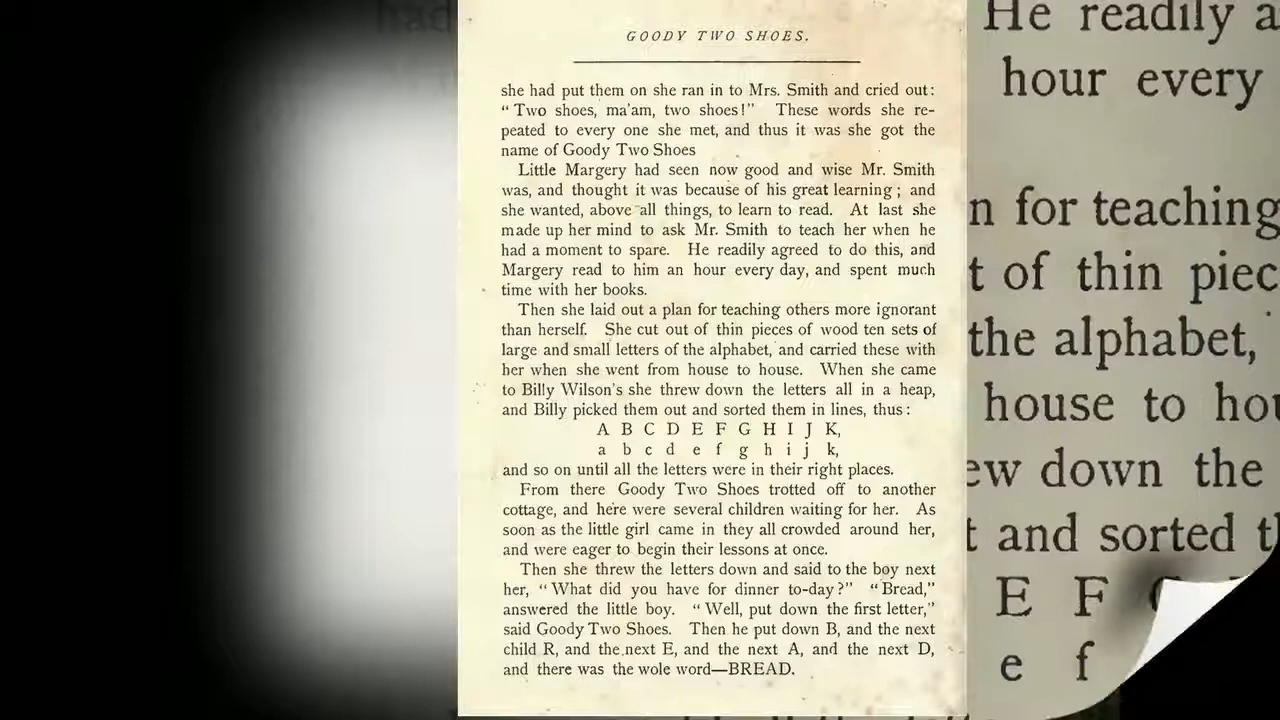 GOODY TWO SHOES.
she had put them on she ran in to Mrs. Smith and cried out:
"Two shoes, ma'am, two shoes!" These words she re-
peated to every one she met, and thus it was she got the
name of Goody Two Shoes
Little Margery had seen now good and wise Mr. Smith
was, and thought it was because of his great learning; and
she wanted, above all things, to learn to read. At last she
made up her mind to ask Mr. Smith to teach her when he
had a moment to spare. He readily agreed to do this, and
Margery read to him an hour every day, and spent much
time with her books.
Then she laid out a plan for teaching others more ignorant
than herself. She cut out of thin pieces of wood ten sets of
large and small letters of the alphabet, and carried these with
her when she went from house to house. When she came
to Billy Wilson's she threw down the letters all in a heap,
and Billy picked them out and sorted them in lines, thus:
A B C D E F G H I J K,
a b c d e f g h i j k,
and so on until all the letters were in their right places.
From there Goody Two Shoes trotted off to another
cottage, and here were several children waiting for her. As
soon as the little girl came in they all crowded around her,
and were eager to begin their lessons at once.
Then she threw the letters down and said to the boy next
her, "What did you have for dinner to-day?" "Bread,"
answered the little boy. "Well, put down the first letter,"
said Goody Two Shoes. Then he put down B, and the next
child R, and the next E, and the next A, and the next D,
and there was the wole word—BREAD.
had
He readily a
hour every
n for teaching
t of thin piec
the alphabet,
house to hou
ew down the
t and sorted th
E F
e f